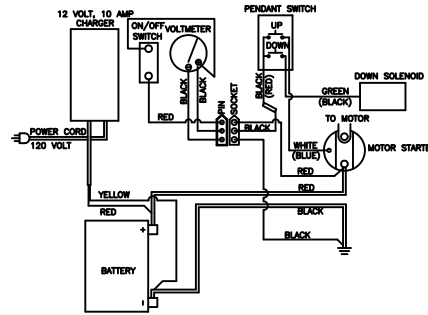 12 VOLT, 10 AMP
CHARGER
ON/OFF
SWITCH
VOLTMETER
PENDANT SWITCH
UP
DOWN
BLACK
(RED)
BLACK
BLACK
PIN
SOCKET
GREEN
(BLACK)
DOWN SOLENOID
TO MOTOR
RED
BLACK
POWER CORD
120 VOLT
WHITE
(BLUE)
MOTOR STARTE
RED
RED
YELLOW
RED
BLACK
BLACK
+
BATTERY
-